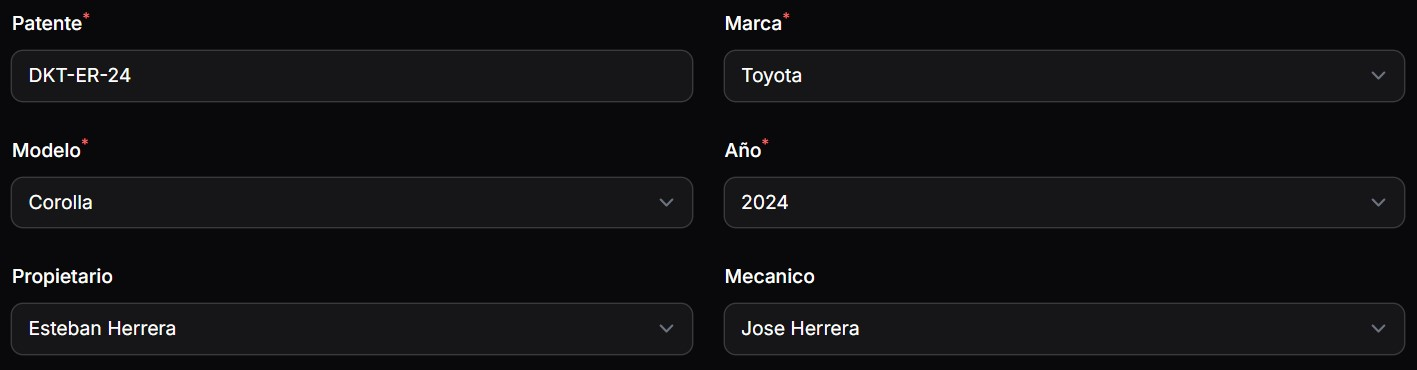 Patente*
Marca*
DKT-ER-24
Toyota
Modelo*
Año*
Corolla
2024
Propietario
Mecanico
Esteban Herrera
Jose Herrera